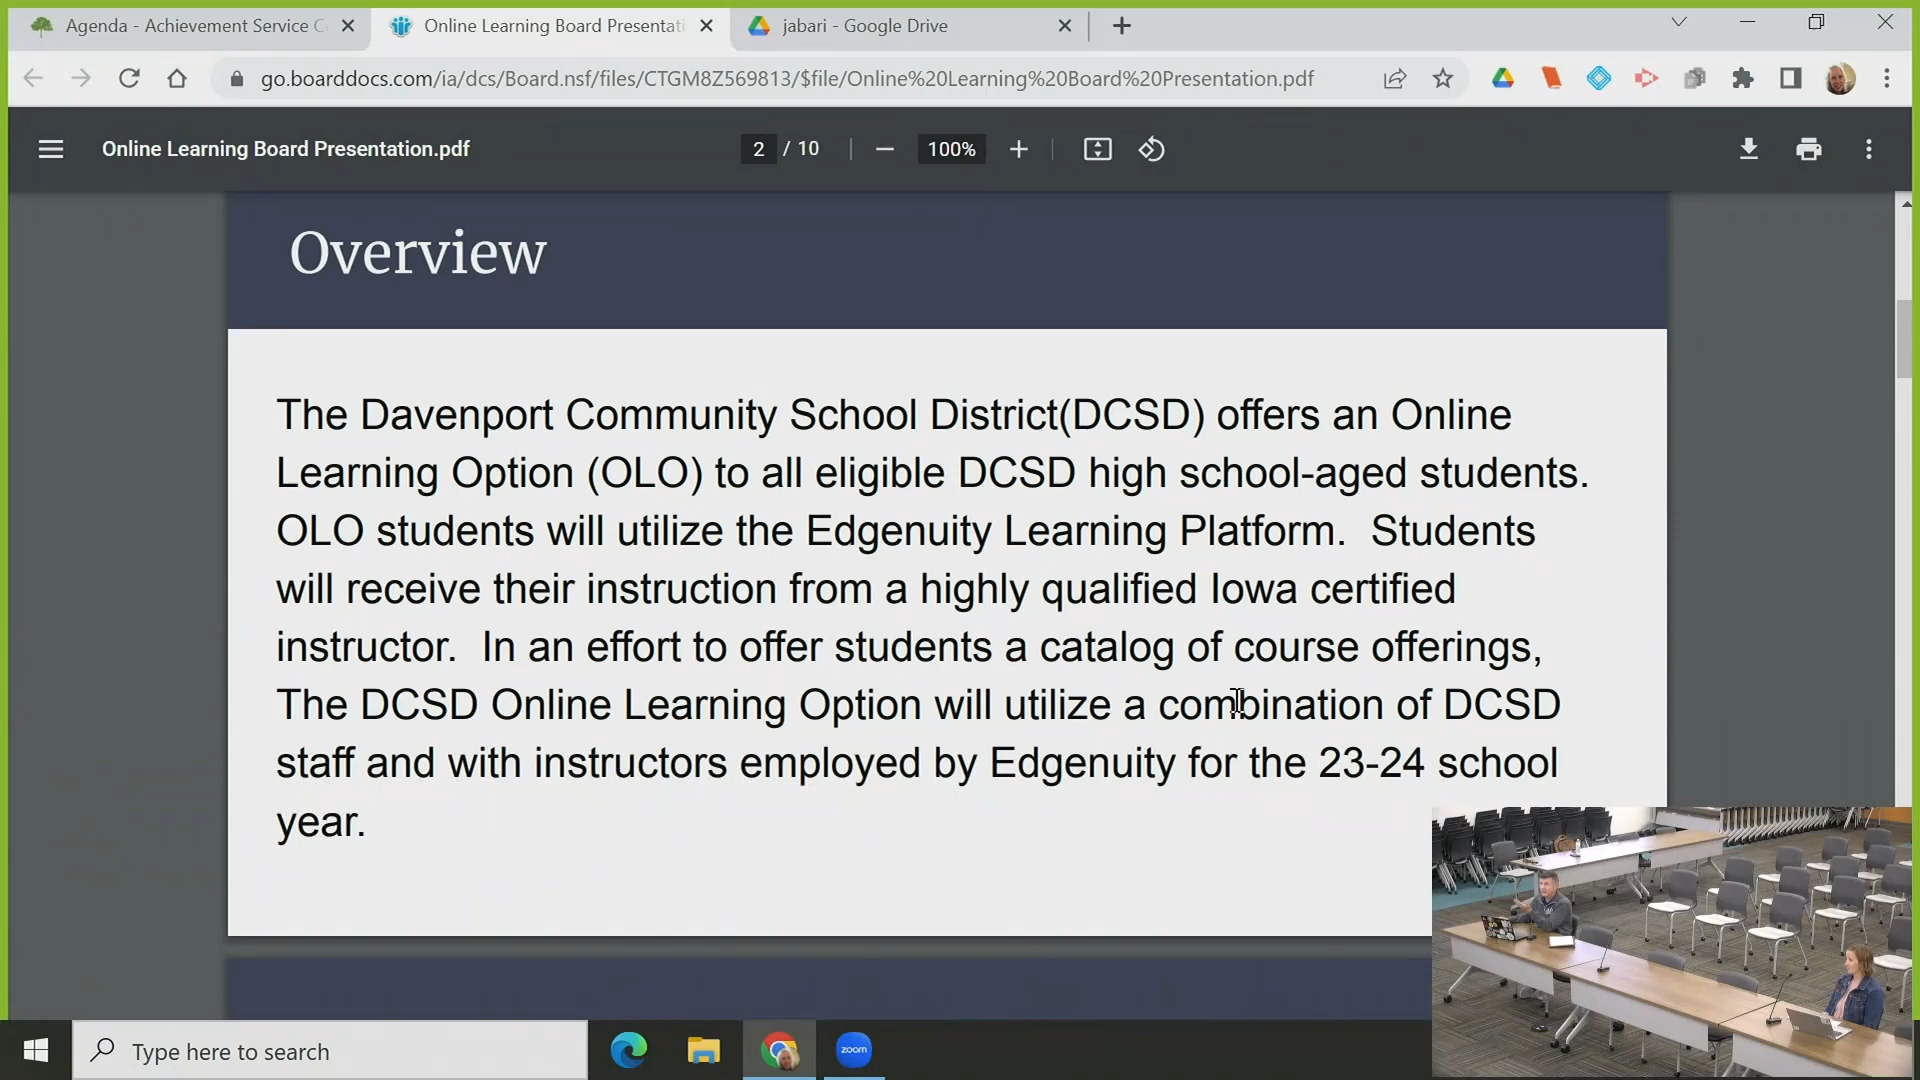 Agenda - Achievement Service C
Online Learning Board Presentati
jabari - Google Drive
go.boarddocs.com/ia/dcs/Board.nsf/files/CTGM8Z569813/$file/Online%20Learning%20Board%20Presentation.pdf
Online Learning Board Presentation.pdf
2 / 10
100%
Overview
The Davenport Community School District(DCSD) offers an Online
Learning Option (OLO) to all eligible DCSD high school-aged students.
OLO students will utilize the Edgenuity Learning Platform.  Students
will receive their instruction from a highly qualified Iowa certified
instructor.  In an effort to offer students a catalog of course offerings,
The DCSD Online Learning Option will utilize a combination of DCSD
staff and with instructors employed by Edgenuity for the 23-24 school
year.
Type here to search
zoom